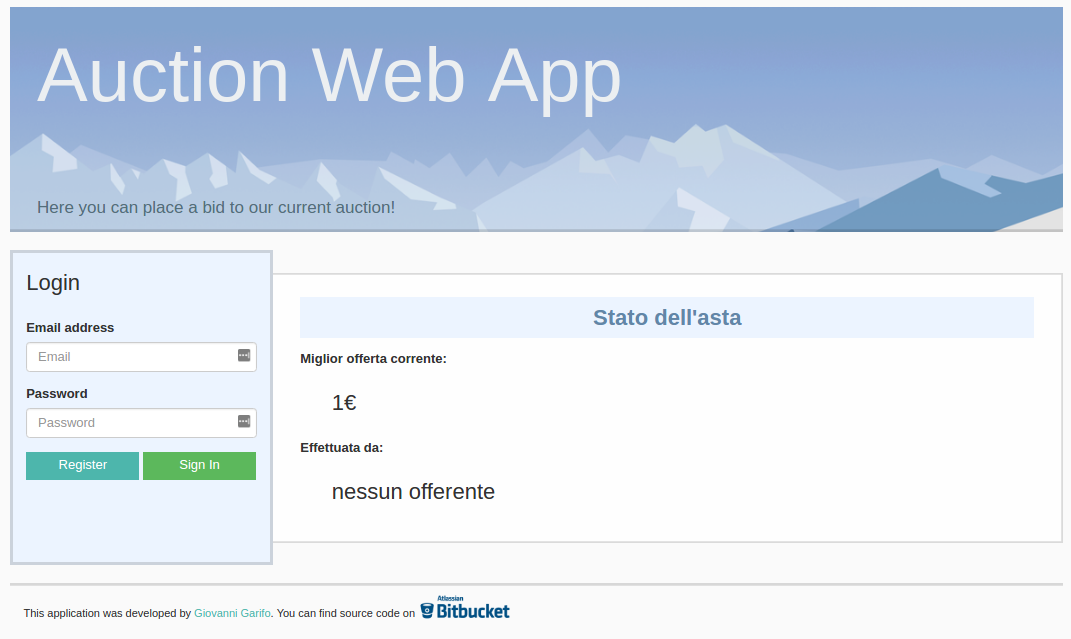 Auction Web App
Here you can place a bid to our current auction!
Login
Email address
Email
Password
Password
Register Sign In
Stato dell'asta
Miglior offerta corrente:
1€
Effettuata da:
nessun offerente
This application was developed by Giovanni Garifo. You can find source code on Atlassian Bitbucket